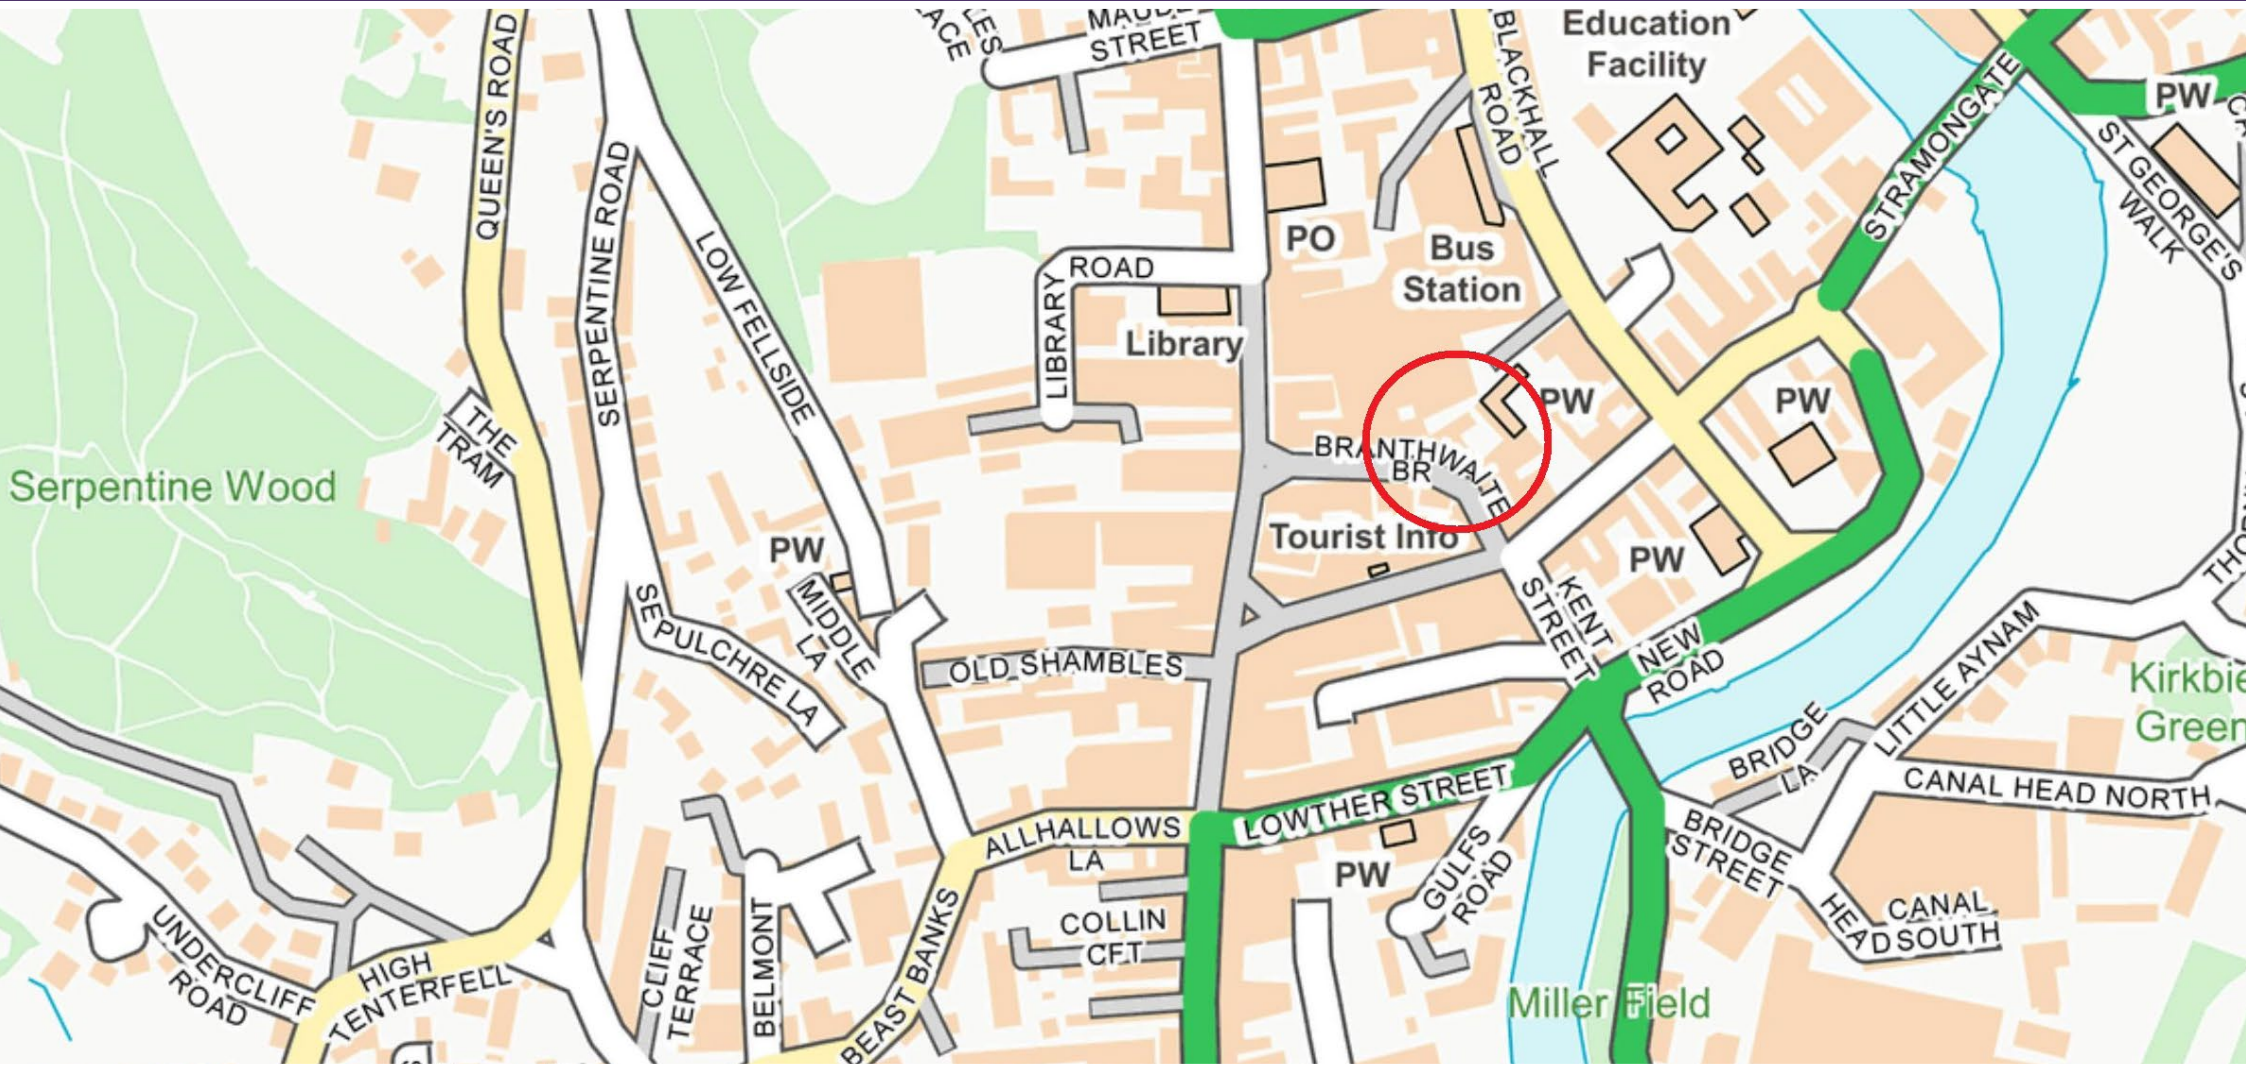 QUEEN'S ROAD
SERPENTINE ROAD
LOW FELLSIDE
STREET
BLACKHALL
ROAD
Education
Facility
STRAMONGATE
PW
ST GEORGE'S
WALK
PO
Bus
Station
LIBRARY
ROAD
Library
THE
TRAM
Serpentine Wood
PW
PW
BRANTHWAITE
BR
Tourist Info
PW
KENT
STREET
NEW
ROAD
PW
MIDDLE
LA
SEPULCHRE LA
OLD SHAMBLES
LITTLE AYNAM
Green
BRIDGE
LA
CANAL HEAD NORTH
LOWTHER STREET
ALLHALLOWS
LA
PW
GULFS
ROAD
BRIDGE
STREET
CANAL
HEAD SOUTH
COLLIN
CFT
BEAST BANKS
BELMONT
TERRACE
UNDERCLIFF
ROAD
HIGH
TENTERFELL
Miller Field